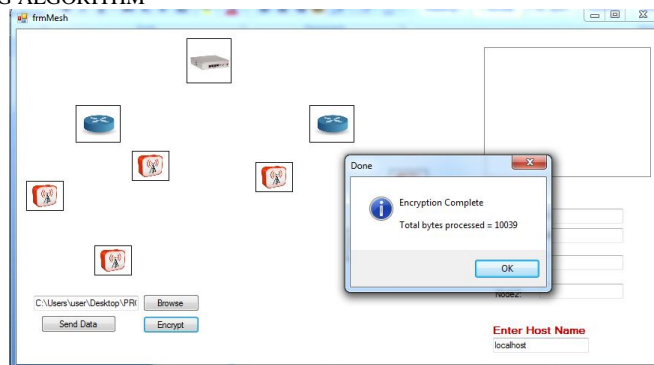 G ALGORITHM
frmMesh
Done
Encryption Complete
Total bytes processed = 10039
OK
Node2:
C:\Users\user\Desktop\PR(
Browse
Send Data
Encrypt
Enter Host Name
localhost